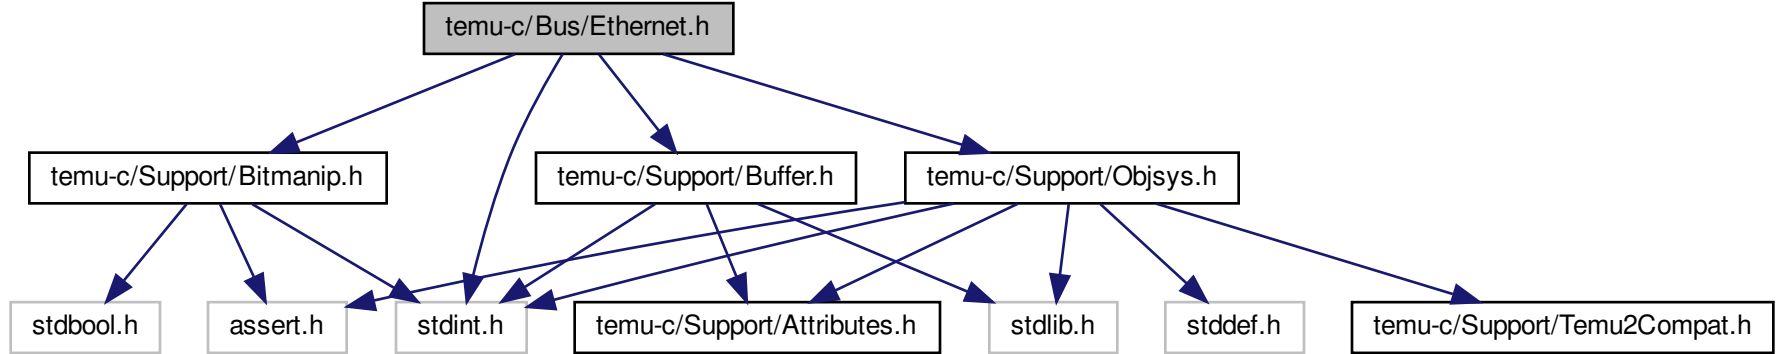 temu-c/Bus/Ethernet.h
temu-c/Support/Bitmanip.h
temu-c/Support/Buffer.h
temu-c/Support/Objsys.h
stdbool.h
assert.h
stdint.h
temu-c/Support/Attributes.h
stdlib.h
stddef.h
temu-c/Support/Temu2Compat.h